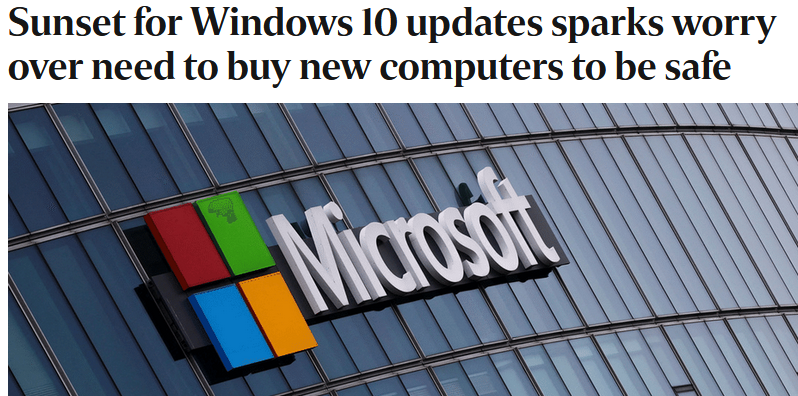 Sunset for Windows 10 updates sparks worry
over need to buy new computers to be safe
Microsoft